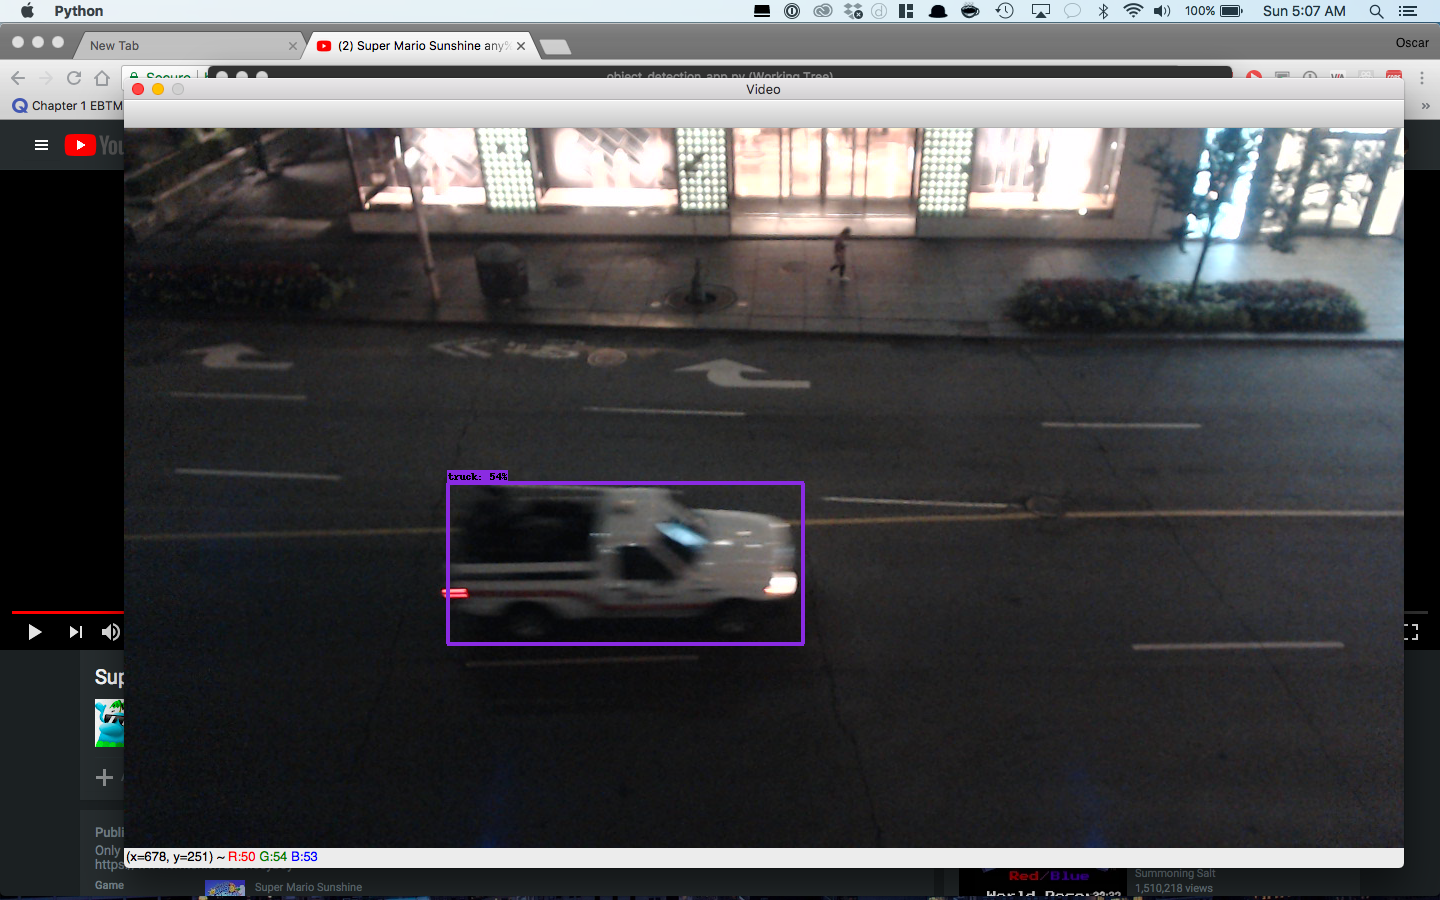 Python
100%
Sun 5:07 AM
New Tab
(2) Super Mario Sunshine any%
Oscar
Secure
object_detection_app.py (Working Tree)
Chapter 1 EBTM
Video
truck: 54%
(x=678, y=251) ~ R:50 G:54 B:53
Sup
Publi
Only
https:
Game
Super Mario Sunshine
Red/Blue
Summoning Salt
1,510,218 views